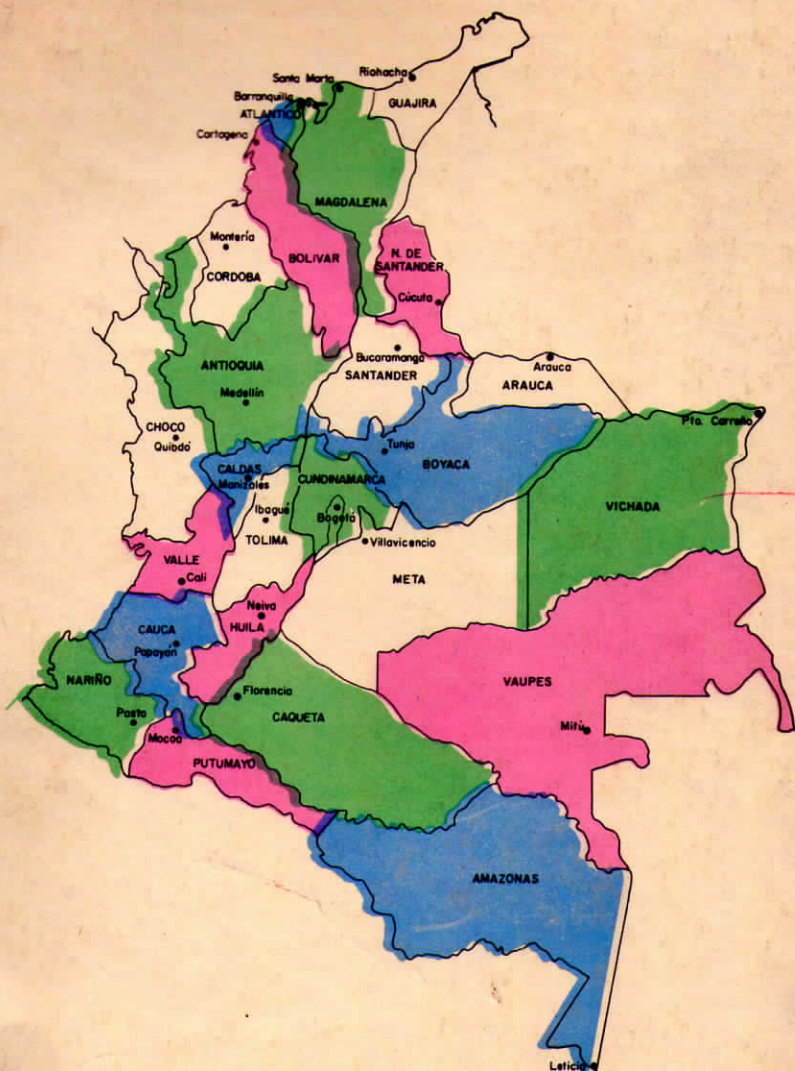 Riohacha
Santa Marta
GUAJIRA
Barranquilla
ATLANTICO
Cartagena
MAGDALENA
Montería
CORDOBA
BOLIVAR
N. DE
SANTANDER
Cúcuta
Bucaramanga
SANTANDER
Arauca
ARAUCA
ANTIOQUIA
Medellín
CHOCO
Quibdó
Pto. Carreño
Tunja
BOYACA
CALDAS
Manizales
CUNDINAMARCA
Bogotá
VICHADA
Ibagué
TOLIMA
Villavicencio
VALLE
Cali
META
Neiva
HUILA
CAUCA
Popayán
NARIÑO
Pasto
Florencia
CAQUETA
VAUPES
Mitú
Mocoa
PUTUMAYO
AMAZONAS
Leticia